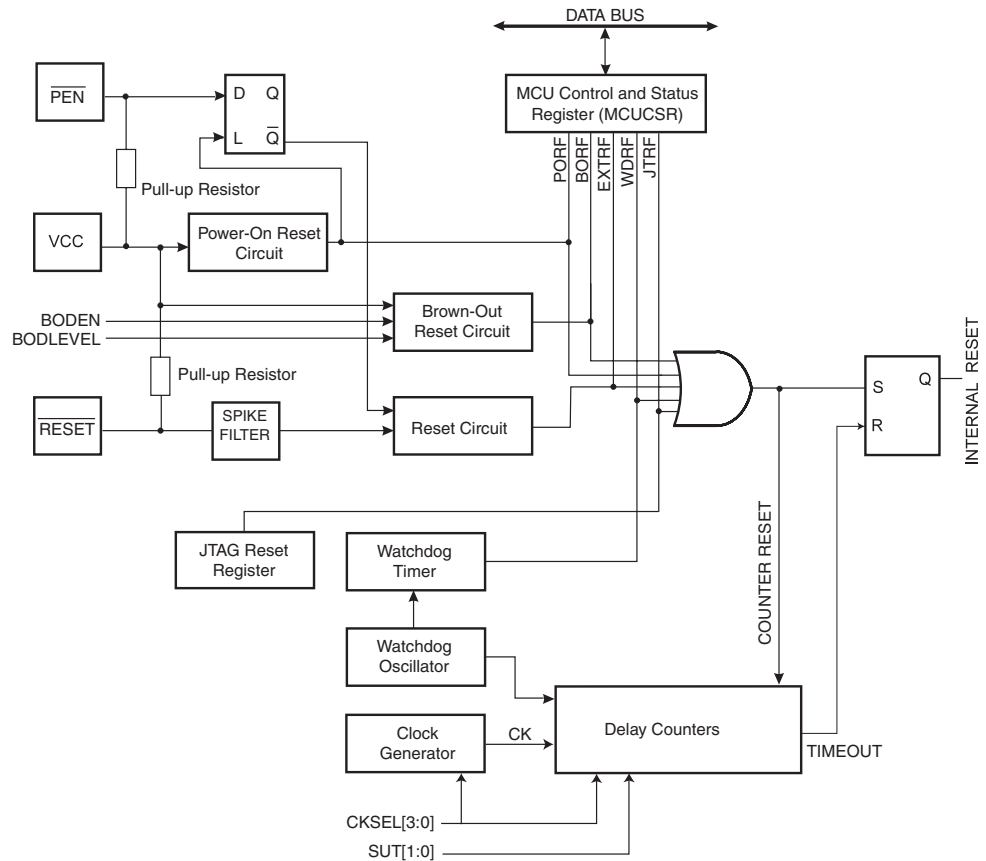 DATA BUS
PEN
D Q
L Q
MCU Control and Status
Register (MCUCSR)
PORF
BORF
EXTRF
WDRF
JTRF
Pull-up Resistor
VCC
Power-On Reset
Circuit
BODEN
BODLEVEL
Brown-Out
Reset Circuit
Pull-up Resistor
RESET
SPIKE
FILTER
Reset Circuit
S
Q
R
INTERNAL RESET
JTAG Reset
Register
Watchdog
Timer
COUNTER RESET
Watchdog
Oscillator
Clock
Generator
CK
Delay Counters
TIMEOUT
CKSEL[3:0]
SUT[1:0]